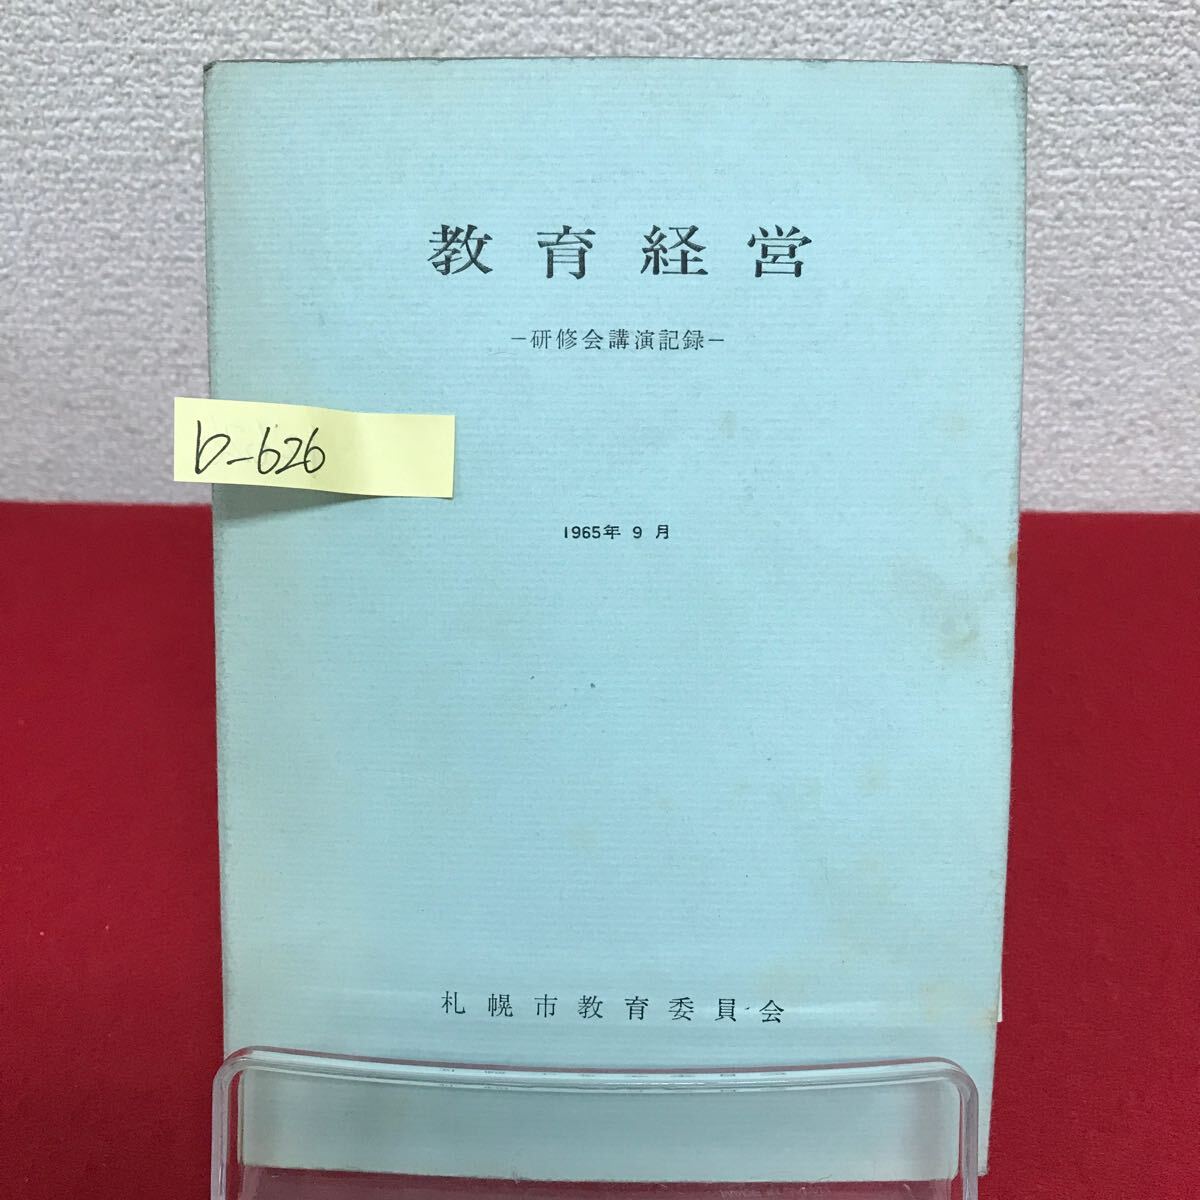 教育経営
-研修会講演記録-
b-626
1965年 9 月
札幌市教育委員会